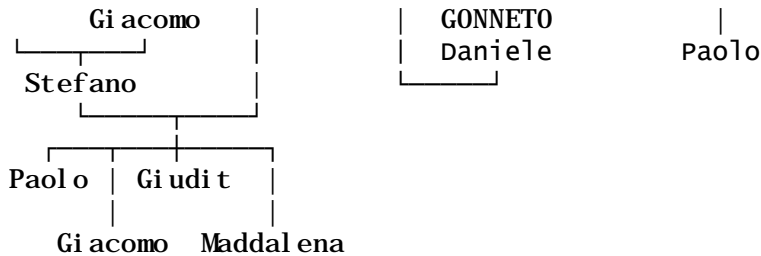 Giacomo GONNETO
Daniele Paolo
Stefano
Paolo Giudit
Giacomo Maddalena